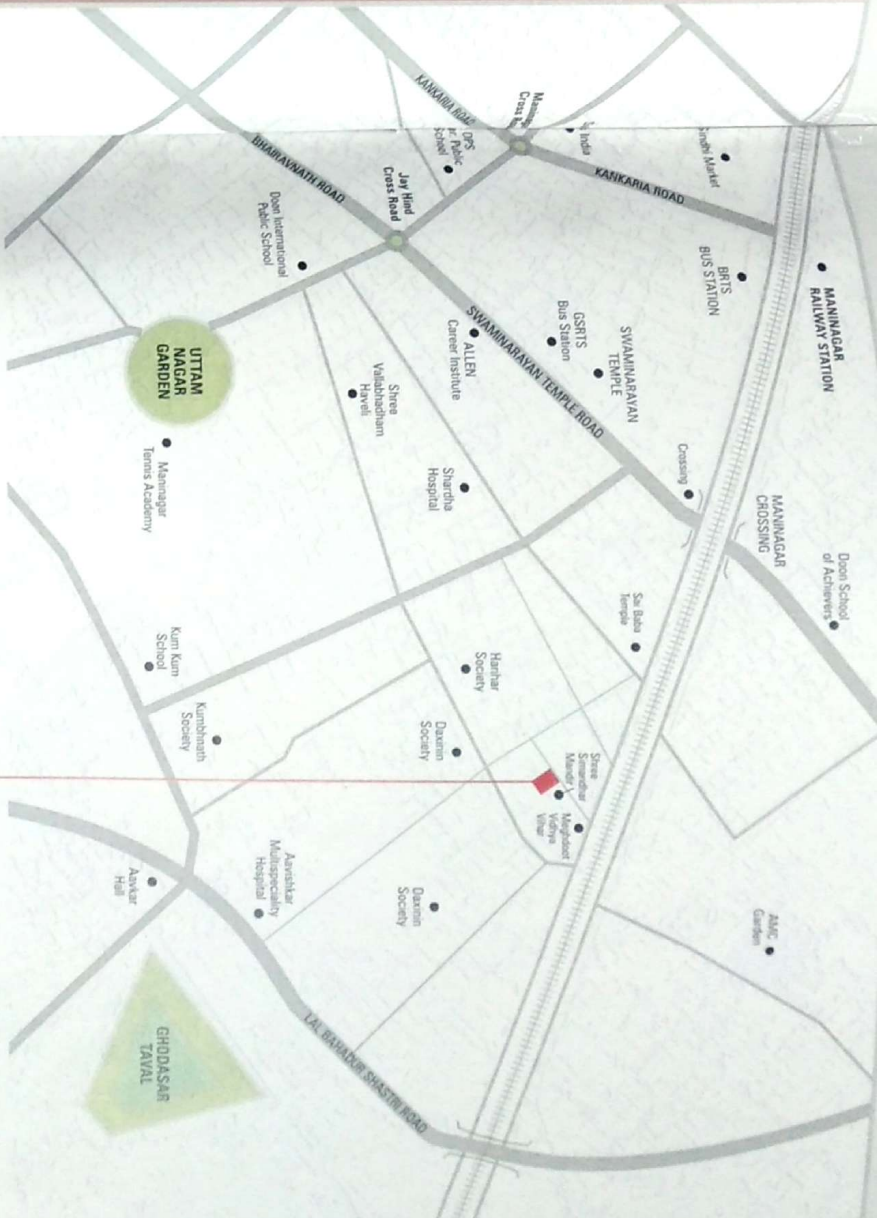 MANINAGAR
RAILWAY STATION
Doon School
of Achievers
MANINAGAR
CROSSING
AMC
Garden
Sindhi Market
BRTS
BUS STATION
Crossing
KANKARIA ROAD
India
Cross
SWAMINARAYAN
TEMPLE
Sai Baba
Temple
GSRTS
Bus Station
SWAMINARAYAN TEMPLE ROAD
Shree
Simandhar
Mandir
Meghdoot
Vidhya
Vihar
KANKARIA ROAD
DPS
Public
School
Jay Hind
Cross Road
ALLEN
Career Institute
Shardha
Hospital
Harihar
Society
Daxinin
Society
Daxinin
Society
Shree
Vallabhadham
Haveli
BHAIRAVNATH ROAD
Doon International
Public School
Aavishkar
Multispeciality
Hospital
LAL BAHADUR SHASTRI ROAD
UTTAM
NAGAR
GARDEN
Maninagar
Tennis Academy
Kum Kum
School
Kumbhnath
Society
Aavkar
Hall
GHODASAR
TAVAL